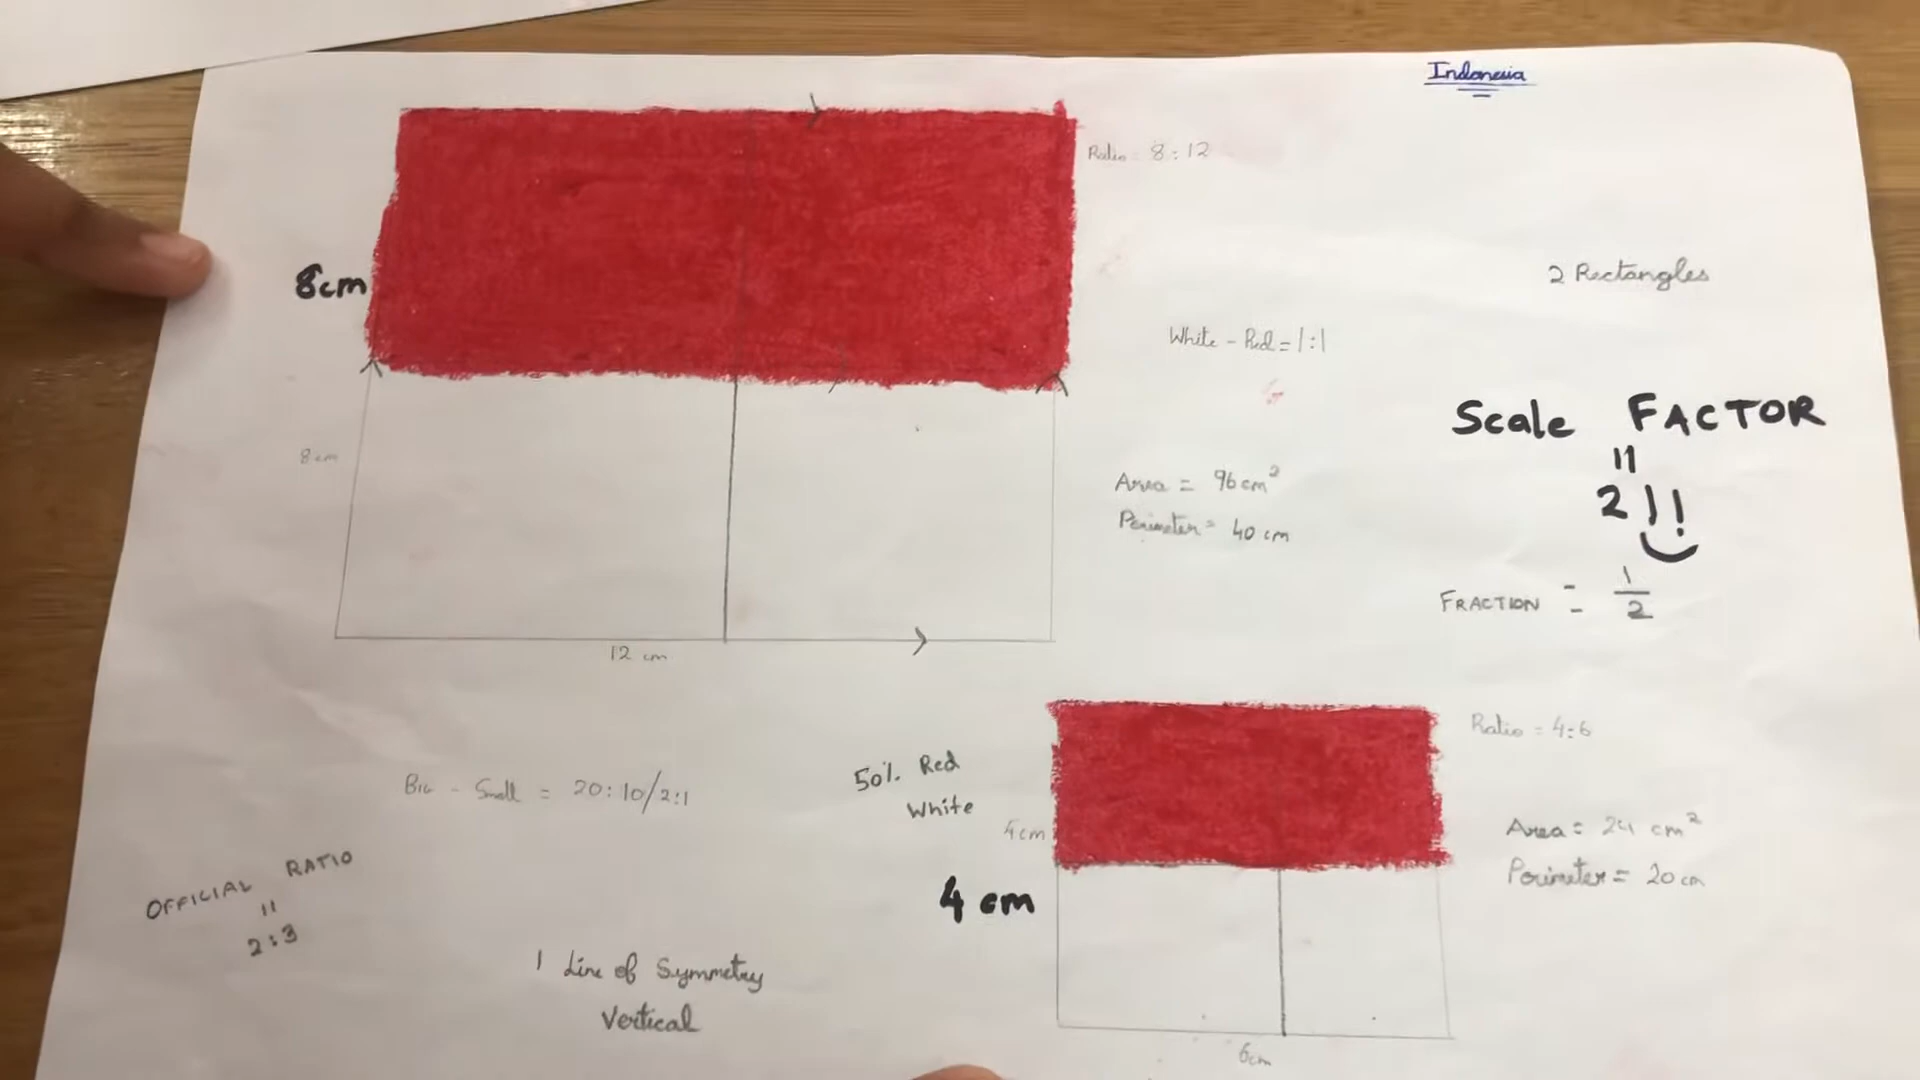 Indonesia
Ratio = 8:12
8cm
2 Rectangles
White - Red = 1:1
Scale FACTOR
=
2!!
8 cm
Area = 96 cm²
Perimeter = 40 cm
FRACTION = 1/2
12 cm
Ratio = 4:6
Big - Small = 20:10/2:1
50% Red
White
4cm
Area = 24 cm²
Perimeter = 20 cm
OFFICIAL RATIO
=
2:3
4 cm
1 Line of Symmetry
Vertical
6cm